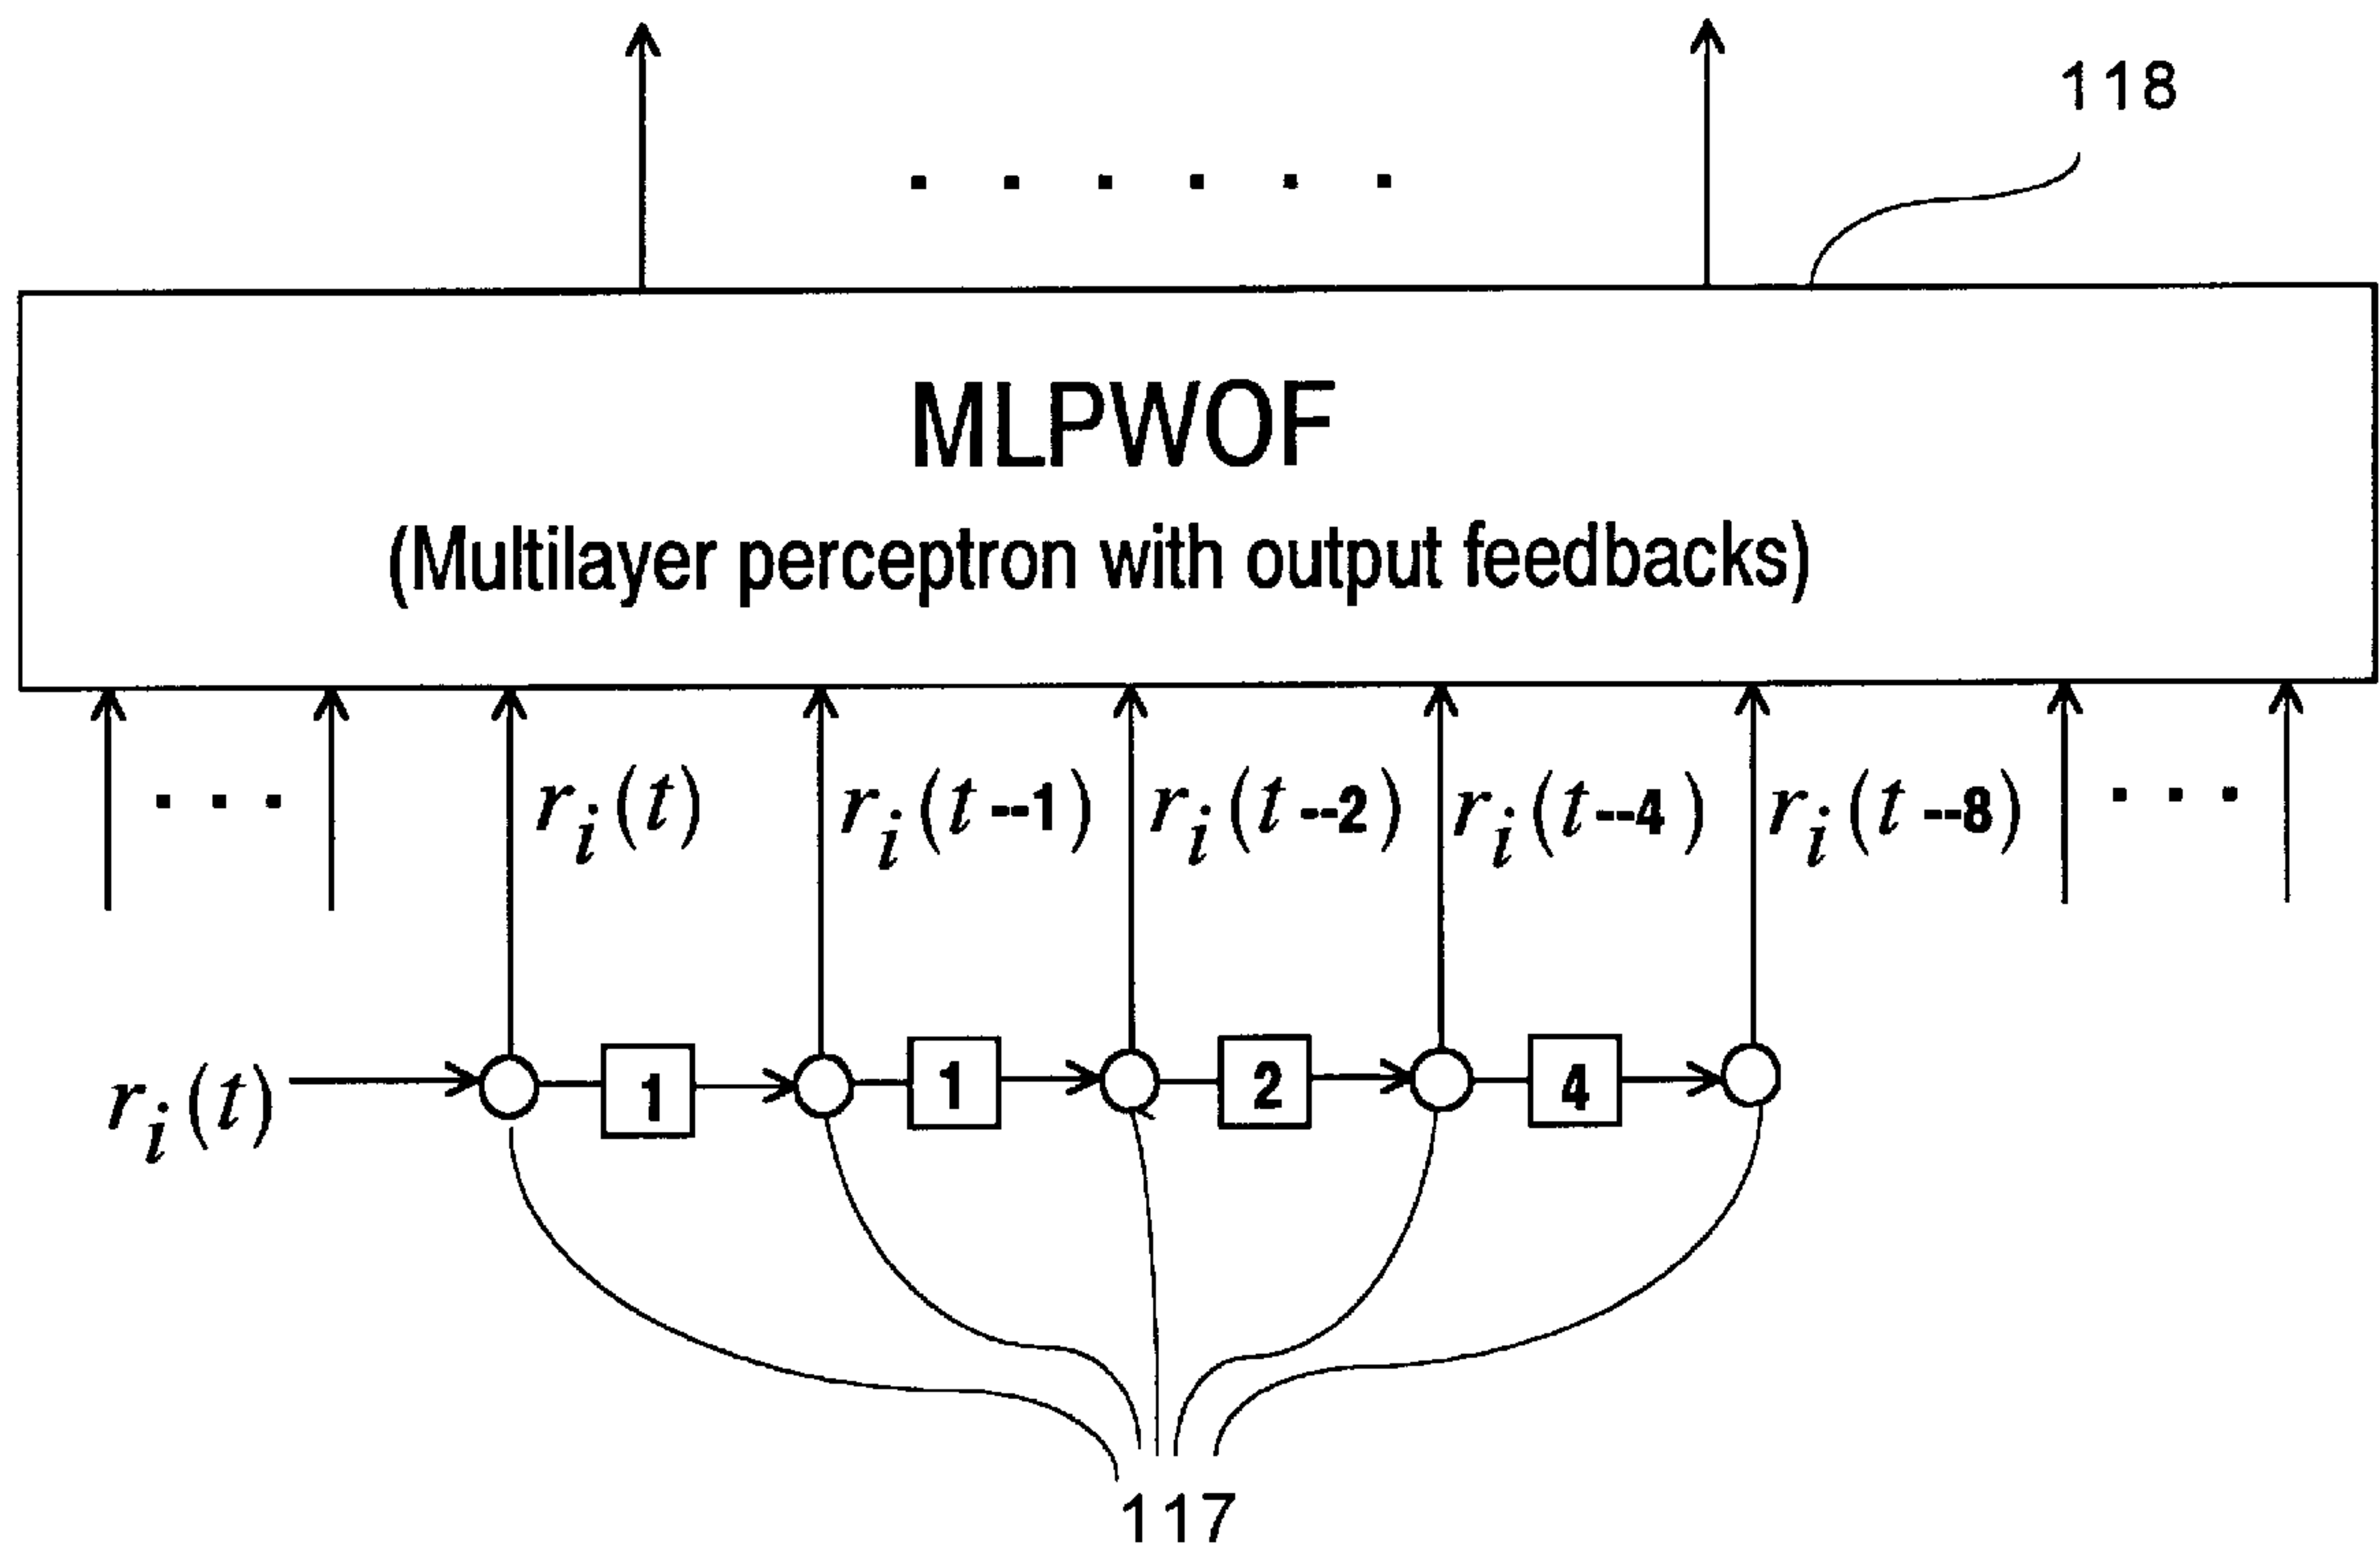 118
MLPWOF
(Multilayer perceptron with output feedbacks)
r_i(t) r_i(t--1) r_i(t--2) r_i(t--4) r_i(t--8)
r_i(t) 1 1 2 4
117